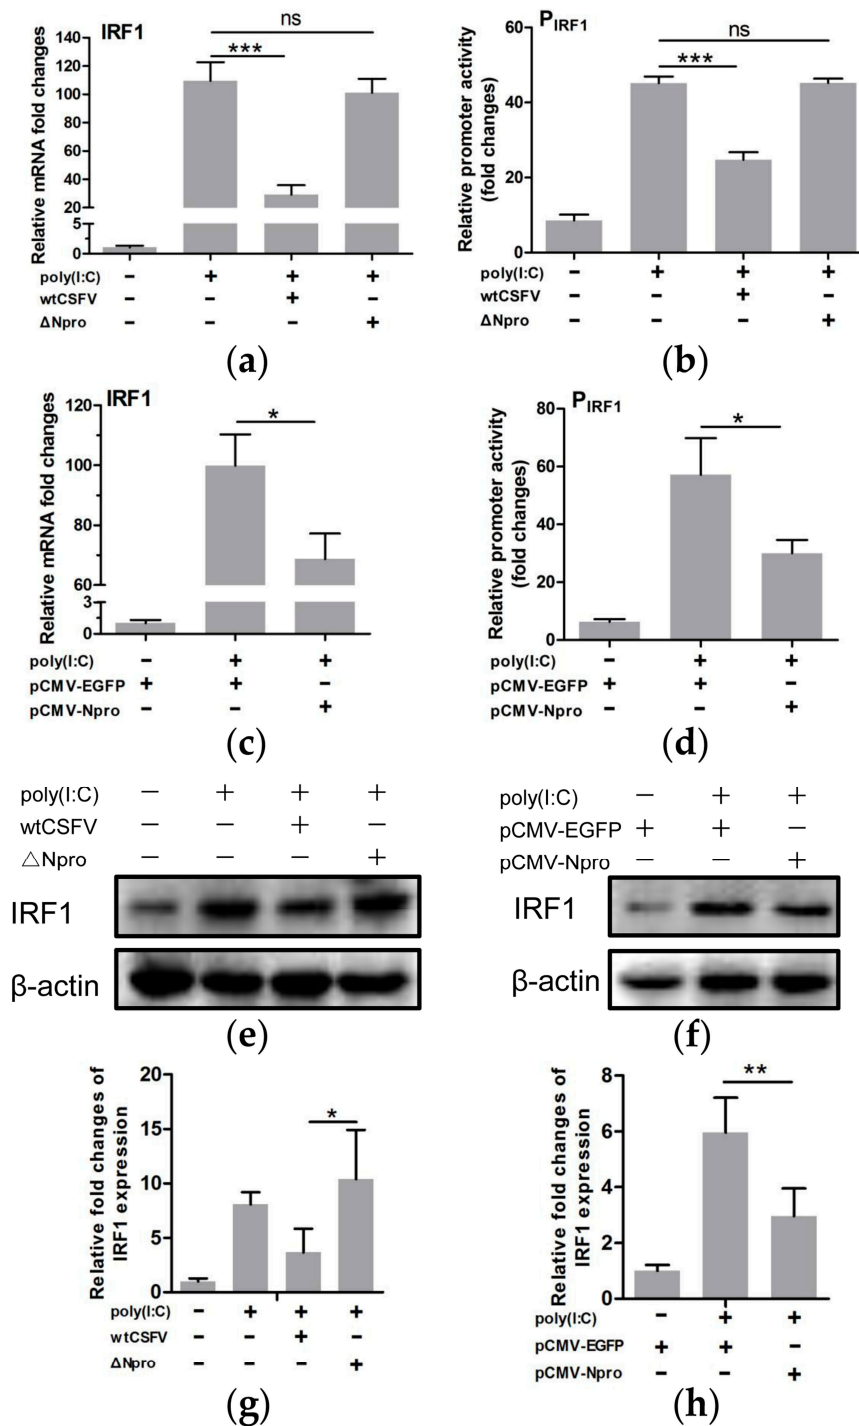 IRF1
ns
***
Relative mRNA fold changes
120
100
80
60
40
20
5
0
poly(I:C) − + + +
wtCSFV − − + −
ΔNpro − − − +
(a)
PIRF1
ns
***
Relative promoter activity
(fold changes)
60
40
20
0
poly(I:C) − + + +
wtCSFV − − + −
ΔNpro − − − +
(b)
IRF1
*
Relative mRNA fold changes
120
100
80
60
3
0
poly(I:C) − + +
pCMV-EGFP + + −
pCMV-Npro − − +
(c)
PIRF1
*
Relative promoter activity
(fold changes)
80
60
40
20
0
poly(I:C) − + +
pCMV-EGFP + + −
pCMV-Npro − − +
(d)
poly(I:C) − + + +
wtCSFV − − + −
△Npro − − − +
IRF1
β-actin
(e)
poly(I:C) − + +
pCMV-EGFP + + −
pCMV-Npro − − +
IRF1
β-actin
(f)
Relative fold changes of
IRF1 expression
20
15
10
5
0
*
poly(I:C) − + + +
wtCSFV − − + −
ΔNpro − − − +
(g)
Relative fold changes of
IRF1 expression
8
6
4
2
0
**
poly(I:C) − + +
pCMV-EGFP + + −
pCMV-Npro − − +
(h)